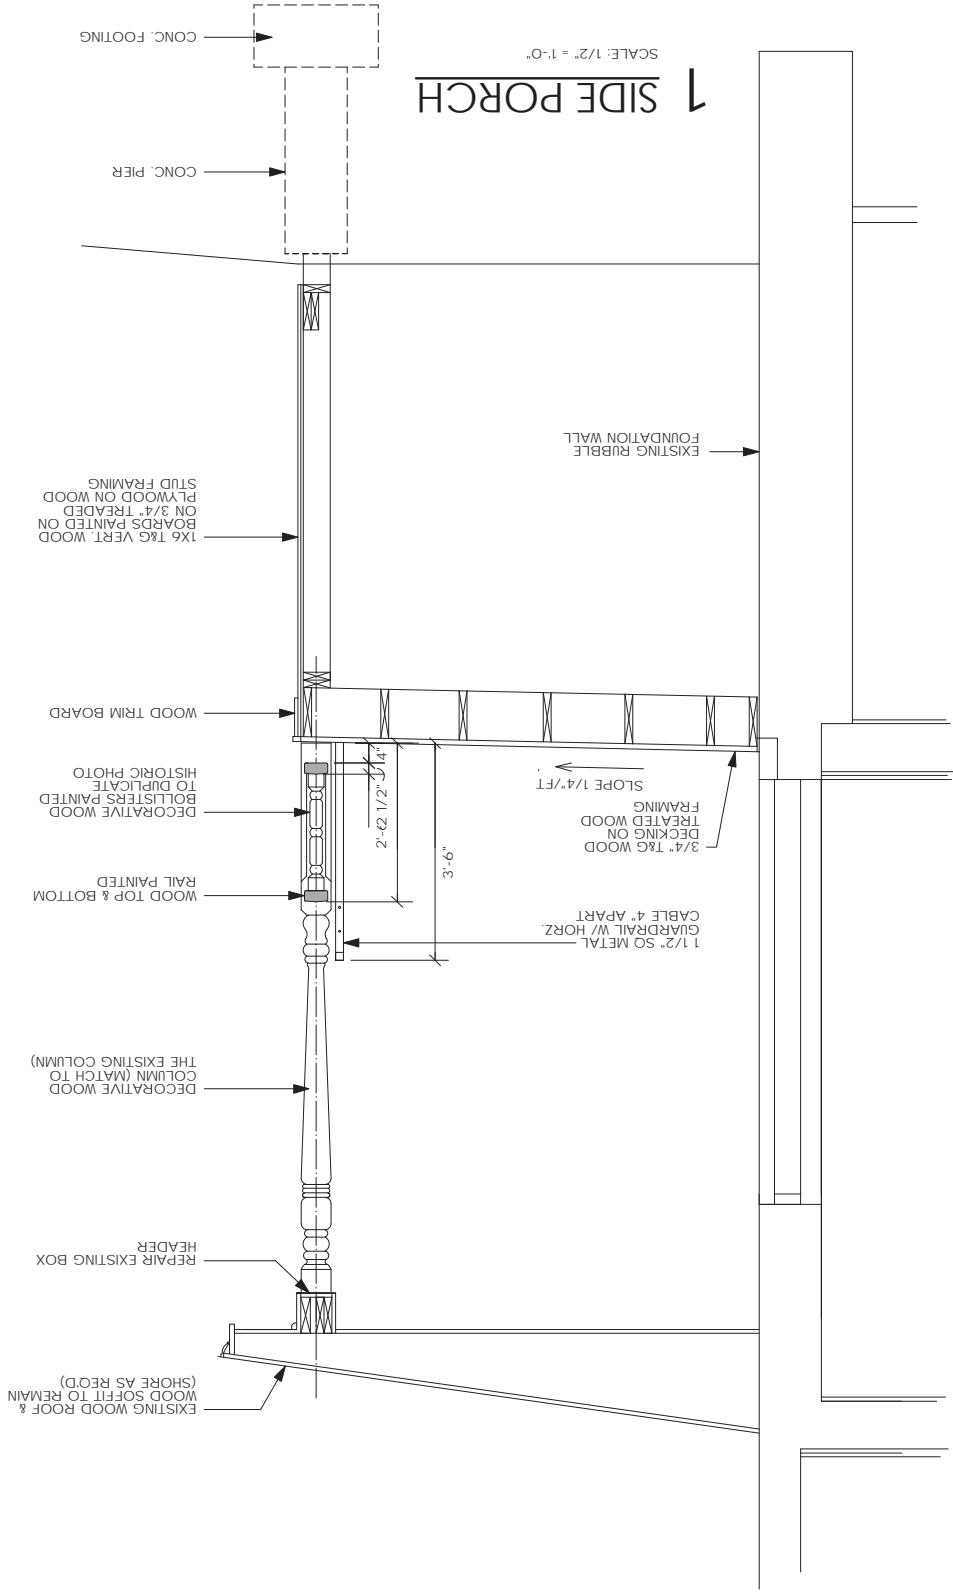 EXISTING WOOD ROOF &
WOOD SOFFIT TO REMAIN
(SHORE AS REQ'D)
REPAIR EXISTING BOX
HEADER
DECORATIVE WOOD
COLUMN (MATCH TO
THE EXISTING COLUMN)
1 1/2" SQ METAL
GUARDRAIL W/ HORZ.
CABLE 4" APART
WOOD TOP & BOTTOM
RAIL PAINTED
3'-6"
2 1/2"
4"
3/4" T&G WOOD
DECKING ON
TREATED WOOD
FRAMING
SLOPE 1/4"/FT
DECORATIVE WOOD
BOLLISTERS PAINTED
TO DUPLICATE
HISTORIC PHOTO
WOOD TRIM BOARD
1X6 T&G VERT. WOOD
BOARDS PAINTED ON
ON 3/4" TREADED
PLYWOOD ON WOOD
STUD FRAMING
EXISTING RUBBLE
FOUNDATION WALL
CONC. PIER
1 SIDE PORCH
SCALE: 1/2" = 1'-0"
CONC. FOOTING